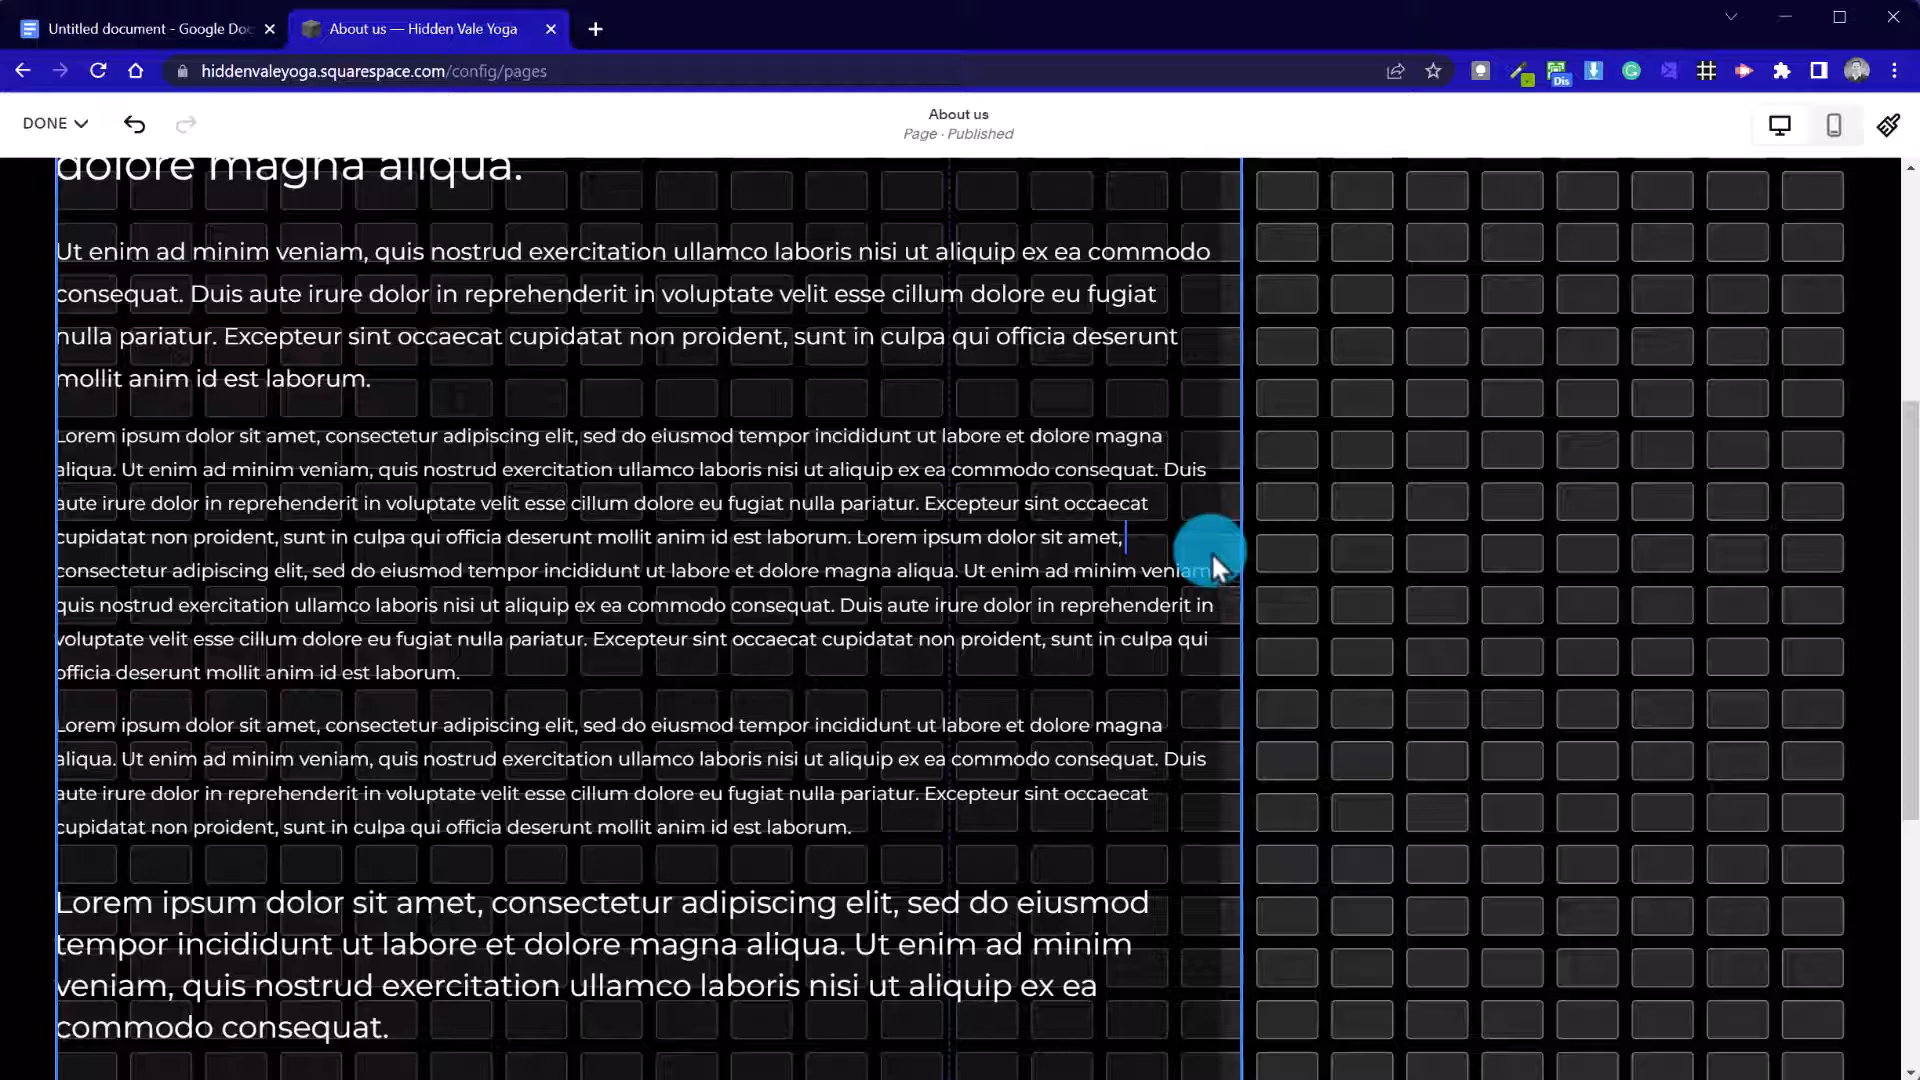 Untitled document - Google Doc
About us — Hidden Vale Yoga
hiddenvaleyoga.squarespace.com/config/pages
Dis
DONE
About us
Page · Published
dolore magna aliqua.
Ut enim ad minim veniam, quis nostrud exercitation ullamco laboris nisi ut aliquip ex ea commodo
consequat. Duis aute irure dolor in reprehenderit in voluptate velit esse cillum dolore eu fugiat
nulla pariatur. Excepteur sint occaecat cupidatat non proident, sunt in culpa qui officia deserunt
mollit anim id est laborum.
Lorem ipsum dolor sit amet, consectetur adipiscing elit, sed do eiusmod tempor incididunt ut labore et dolore magna
aliqua. Ut enim ad minim veniam, quis nostrud exercitation ullamco laboris nisi ut aliquip ex ea commodo consequat. Duis
aute irure dolor in reprehenderit in voluptate velit esse cillum dolore eu fugiat nulla pariatur. Excepteur sint occaecat
cupidatat non proident, sunt in culpa qui officia deserunt mollit anim id est laborum. Lorem ipsum dolor sit amet,
consectetur adipiscing elit, sed do eiusmod tempor incididunt ut labore et dolore magna aliqua. Ut enim ad minim veniam
quis nostrud exercitation ullamco laboris nisi ut aliquip ex ea commodo consequat. Duis aute irure dolor in reprehenderit in
voluptate velit esse cillum dolore eu fugiat nulla pariatur. Excepteur sint occaecat cupidatat non proident, sunt in culpa qui
officia deserunt mollit anim id est laborum.
Lorem ipsum dolor sit amet, consectetur adipiscing elit, sed do eiusmod tempor incididunt ut labore et dolore magna
aliqua. Ut enim ad minim veniam, quis nostrud exercitation ullamco laboris nisi ut aliquip ex ea commodo consequat. Duis
aute irure dolor in reprehenderit in voluptate velit esse cillum dolore eu fugiat nulla pariatur. Excepteur sint occaecat
cupidatat non proident, sunt in culpa qui officia deserunt mollit anim id est laborum.
Lorem ipsum dolor sit amet, consectetur adipiscing elit, sed do eiusmod
tempor incididunt ut labore et dolore magna aliqua. Ut enim ad minim
veniam, quis nostrud exercitation ullamco laboris nisi ut aliquip ex ea
commodo consequat.